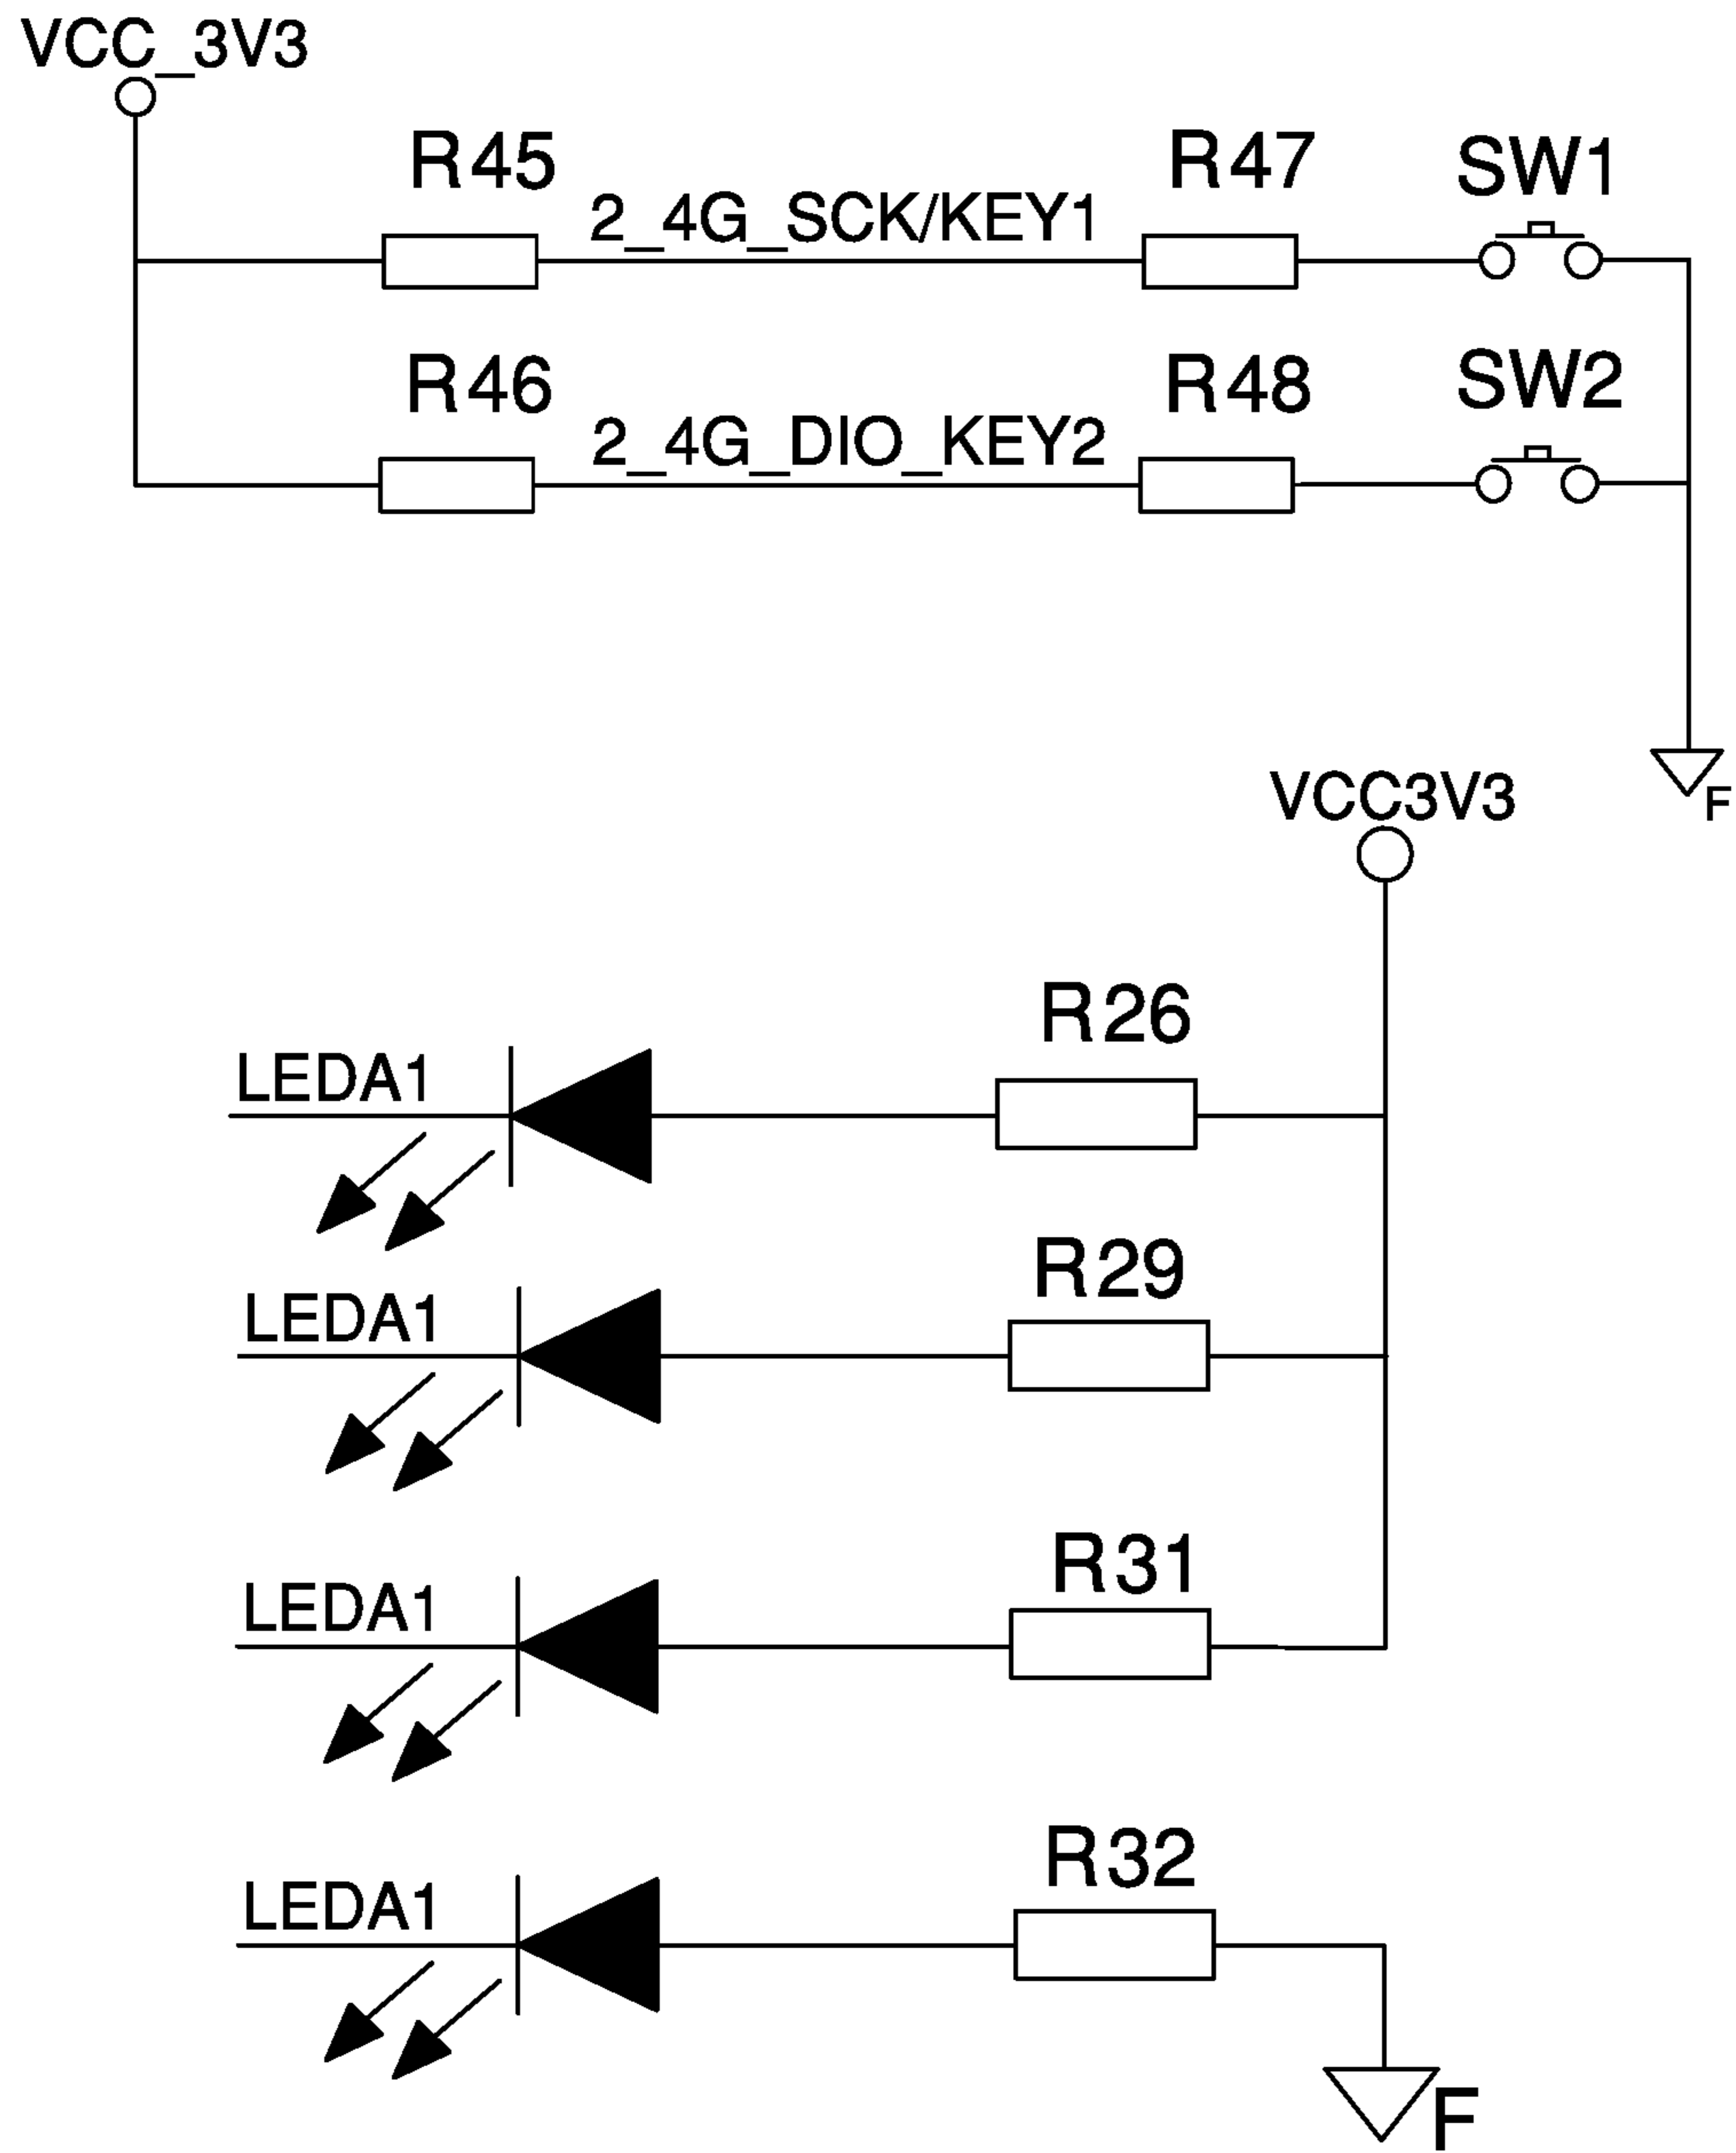 VCC_3V3
R45
R47
SW1
2_4G_SCK/KEY1
R46
R48
SW2
2_4G_DIO_KEY2
F
VCC3V3
R26
LEDA1
R29
LEDA1
R31
LEDA1
R32
LEDA1
F